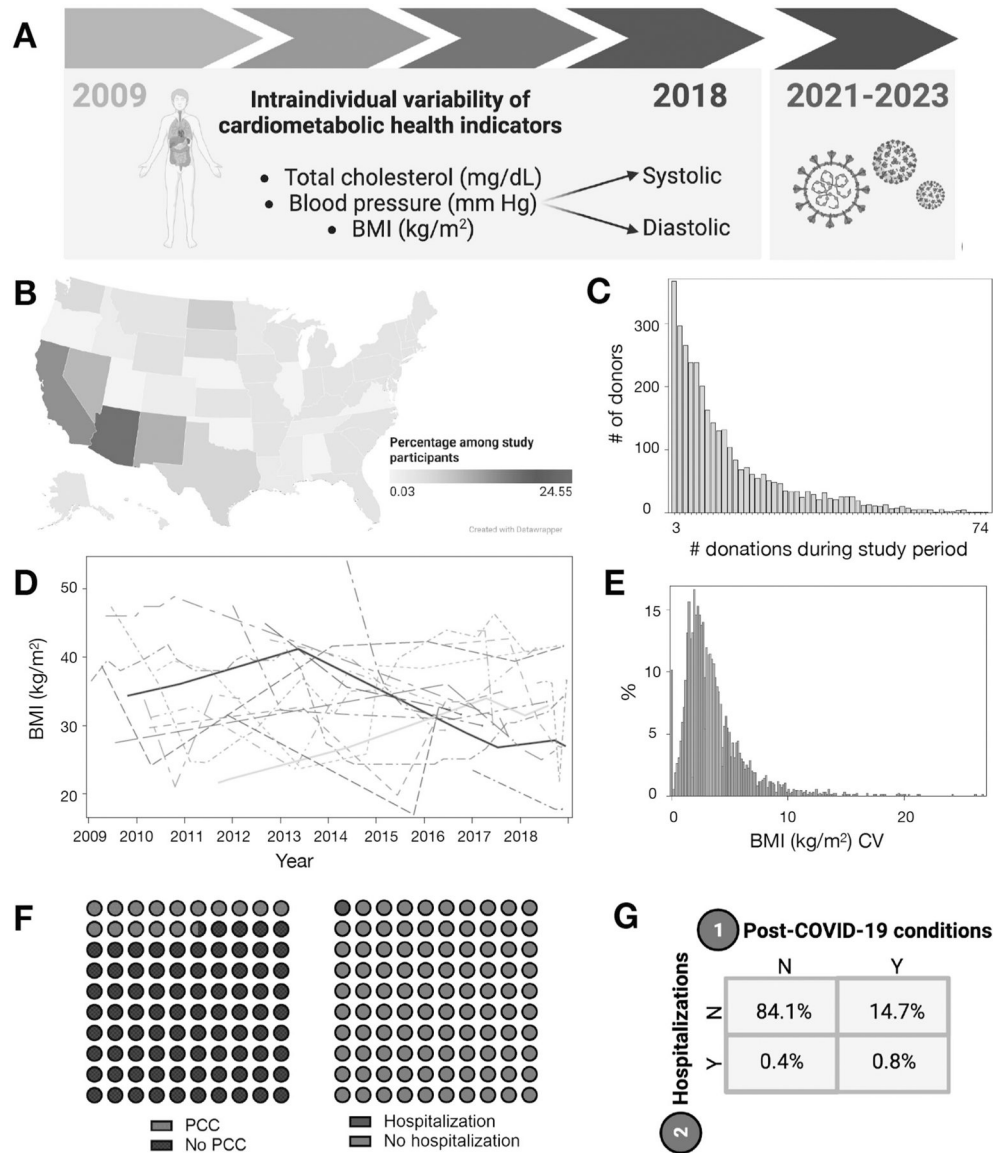 A
2009
Intraindividual variability of
cardiometabolic health indicators
2018
2021-2023
• Total cholesterol (mg/dL)
• Blood pressure (mm Hg)
• BMI (kg/m²)
Systolic
Diastolic
B
Percentage among study
participants
0.03
24.55
Created with Datawrapper
C
# of donors
300
200
100
0
3
74
# donations during study period
D
BMI (kg/m²)
50
40
30
20
2009 2010 2011 2012 2013 2014 2015 2016 2017 2018
Year
E
%
15
10
5
0
0 10 20
BMI (kg/m²) CV
F
PCC
No PCC
Hospitalization
No hospitalization
G
1 Post-COVID-19 conditions
N Y
2 Hospitalizations
N 84.1% 14.7%
Y 0.4% 0.8%